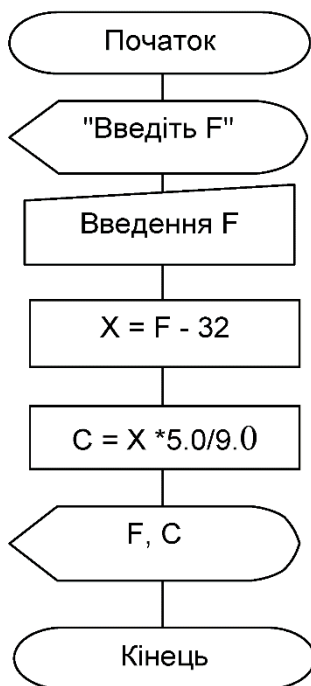 Початок
"Введіть F"
Введення F
X = F - 32
C = X *5.0/9.0
F, C
Кінець